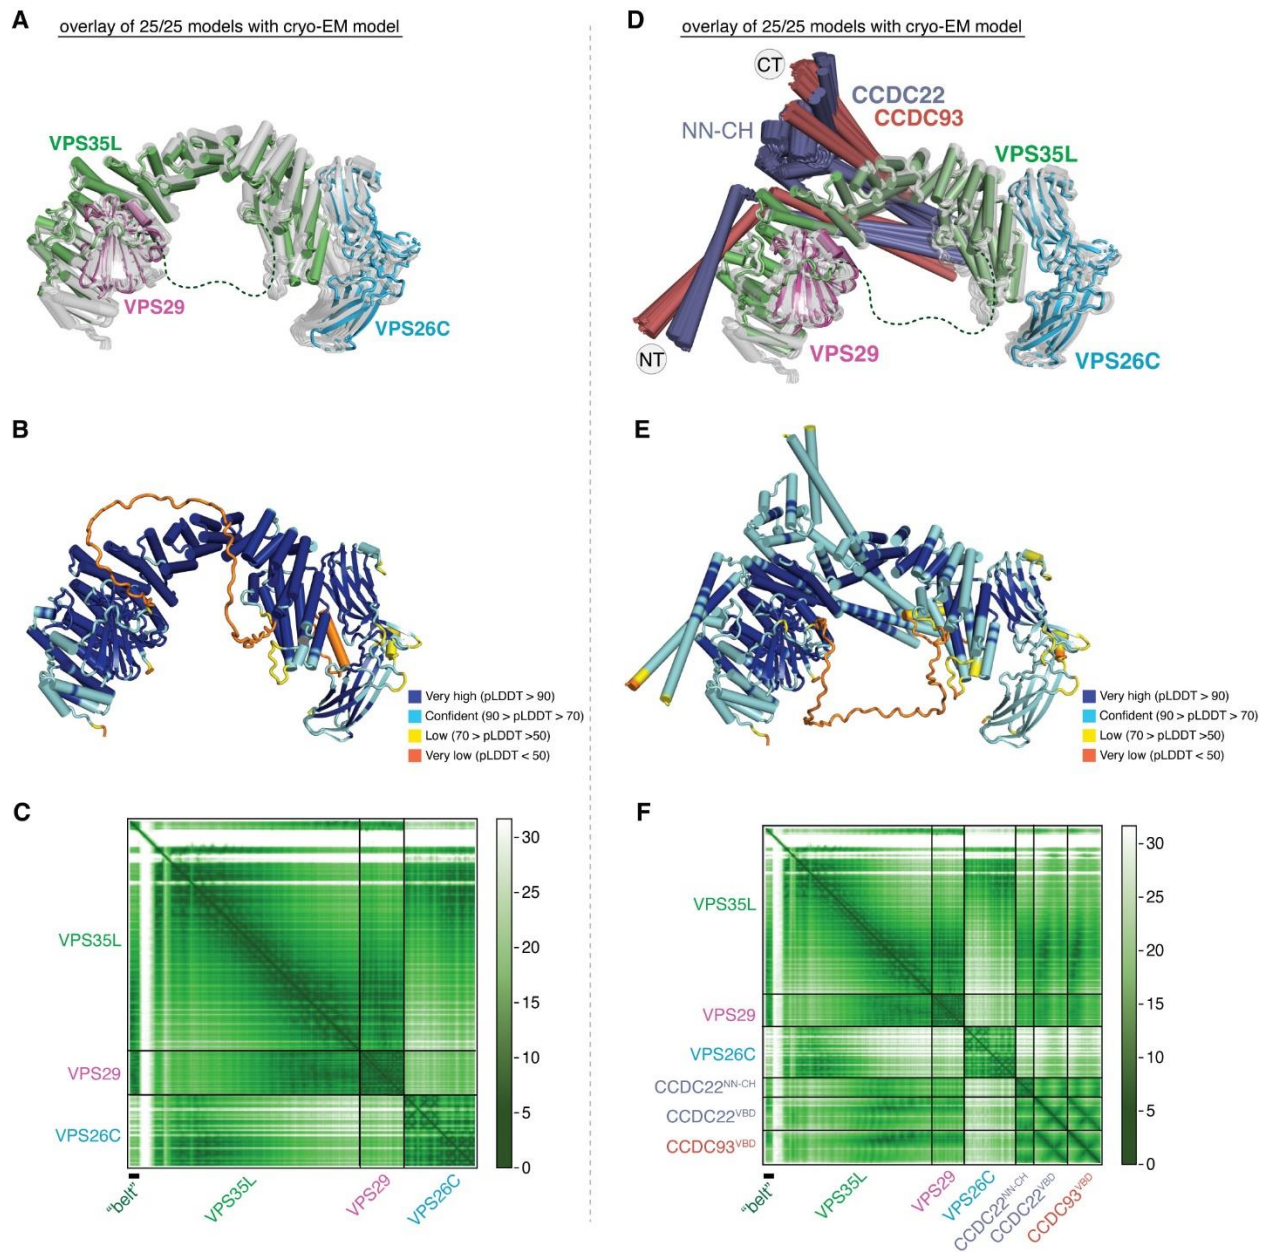 A
overlay of 25/25 models with cryo-EM model
VPS35L
VPS29
VPS26C
B
Very high (pLDDT > 90)
Confident (90 > pLDDT > 70)
Low (70 > pLDDT >50)
Very low (pLDDT < 50)
C
VPS35L
VPS29
VPS26C
"belt"
VPS35L
VPS29
VPS26C
30
25
20
15
10
5
0
D
overlay of 25/25 models with cryo-EM model
CT
CCDC22
CCDC93
NN-CH
VPS35L
NT
VPS29
VPS26C
E
Very high (pLDDT > 90)
Confident (90 > pLDDT > 70)
Low (70 > pLDDT >50)
Very low (pLDDT < 50)
F
VPS35L
VPS29
VPS26C
CCDC22NN-CH
CCDC22VBD
CCDC93VBD
"belt"
VPS35L
VPS29
VPS26C
CCDC22NN-CH
CCDC22VBD
CCDC93VBD
30
25
20
15
10
5
0